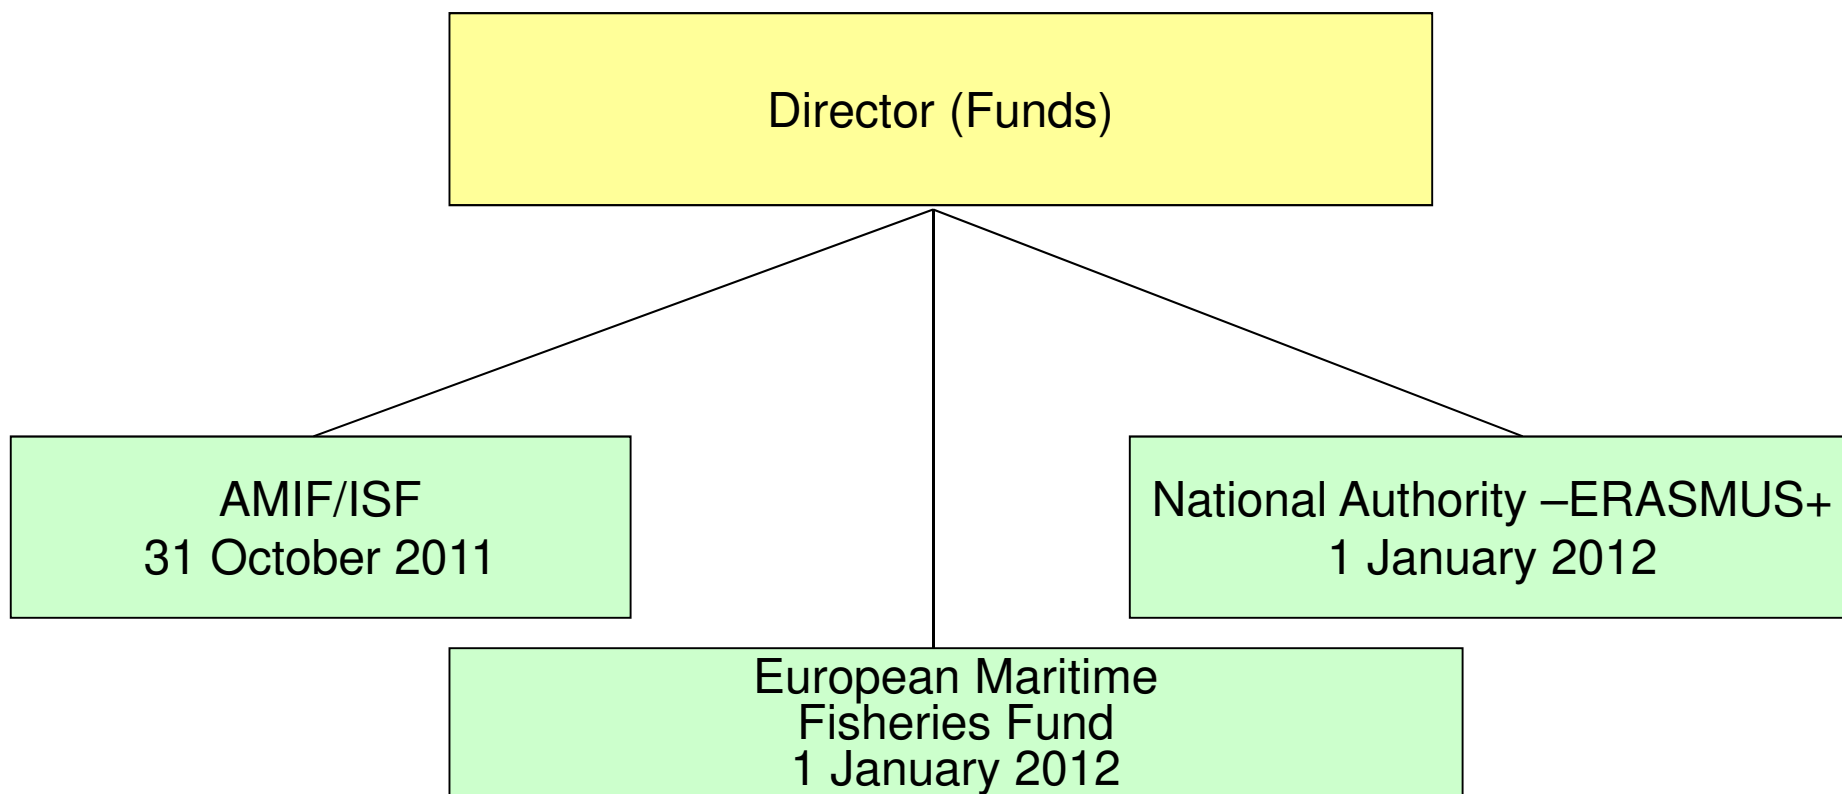 Director (Funds)
AMIF/ISF
31 October 2011
National Authority –ERASMUS+
1 January 2012
European Maritime
Fisheries Fund
1 January 2012